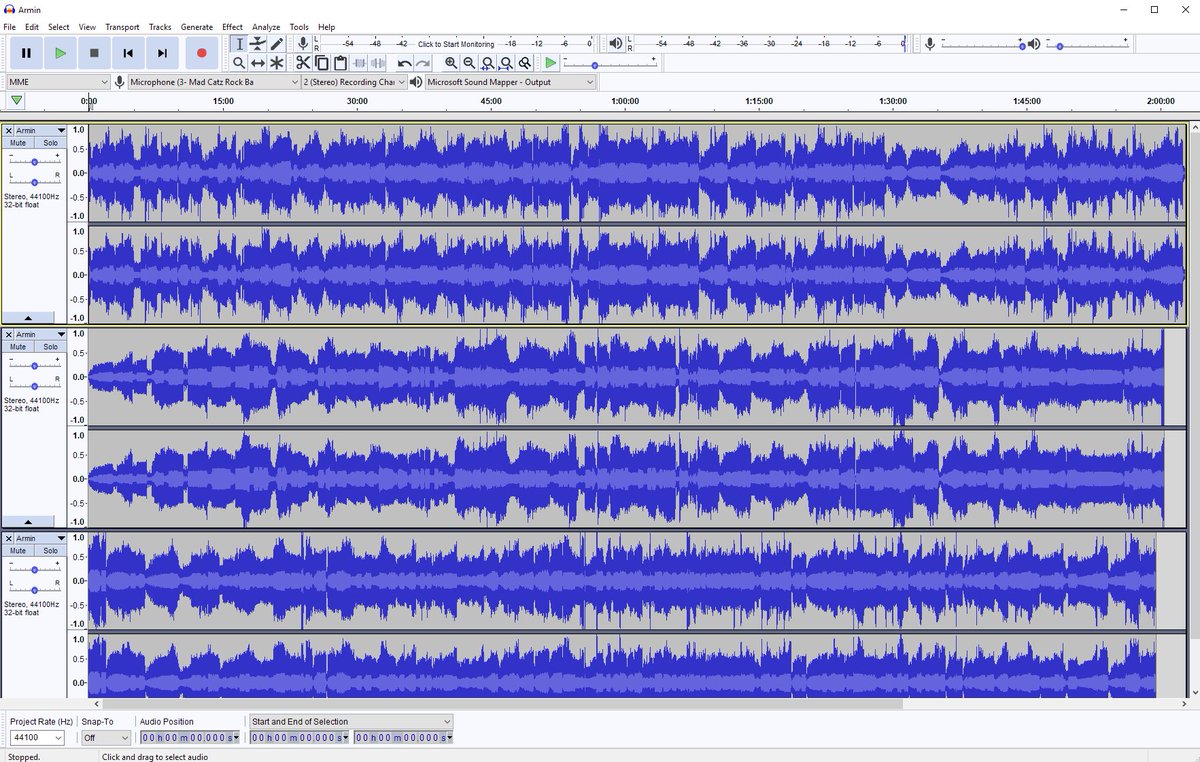 Armin
File Edit Select View Transport Tracks Generate Effect Analyze Tools Help
L -54 -48 -42 Click to Start Monitoring -18 -12 -6 0 L -54 -48 -42 -36 -30 -24 -18 -12 -6 0
R R
MME Microphone (3- Mad Catz Rock Ba 2 (Stereo) Recording Chai Microsoft Sound Mapper - Output
0:00 15:00 30:00 45:00 1:00:00 1:15:00 1:30:00 1:45:00 2:00:00
Armin 1.0
Mute Solo
- + 0.5-
L R 0.0-
Stereo, 44100Hz -0.5-
32-bit float
-1.0
1.0
0.5-
0.0-
-0.5-
-1.0
Armin 1.0
Mute Solo
- + 0.5-
L R 0.0-
Stereo, 44100Hz -0.5-
32-bit float
-1.0
1.0
0.5-
0.0-
-0.5-
-1.0
Armin 1.0
Mute Solo
- + 0.5-
L R 0.0-
Stereo, 44100Hz -0.5-
32-bit float
-1.0
1.0
0.5-
0.0-
Project Rate (Hz) Snap-To Audio Position Start and End of Selection
44100 Off 00 h 00 m 00.000 s 00 h 00 m 00.000 s 00 h 00 m 00.000 s
Stopped. Click and drag to select audio